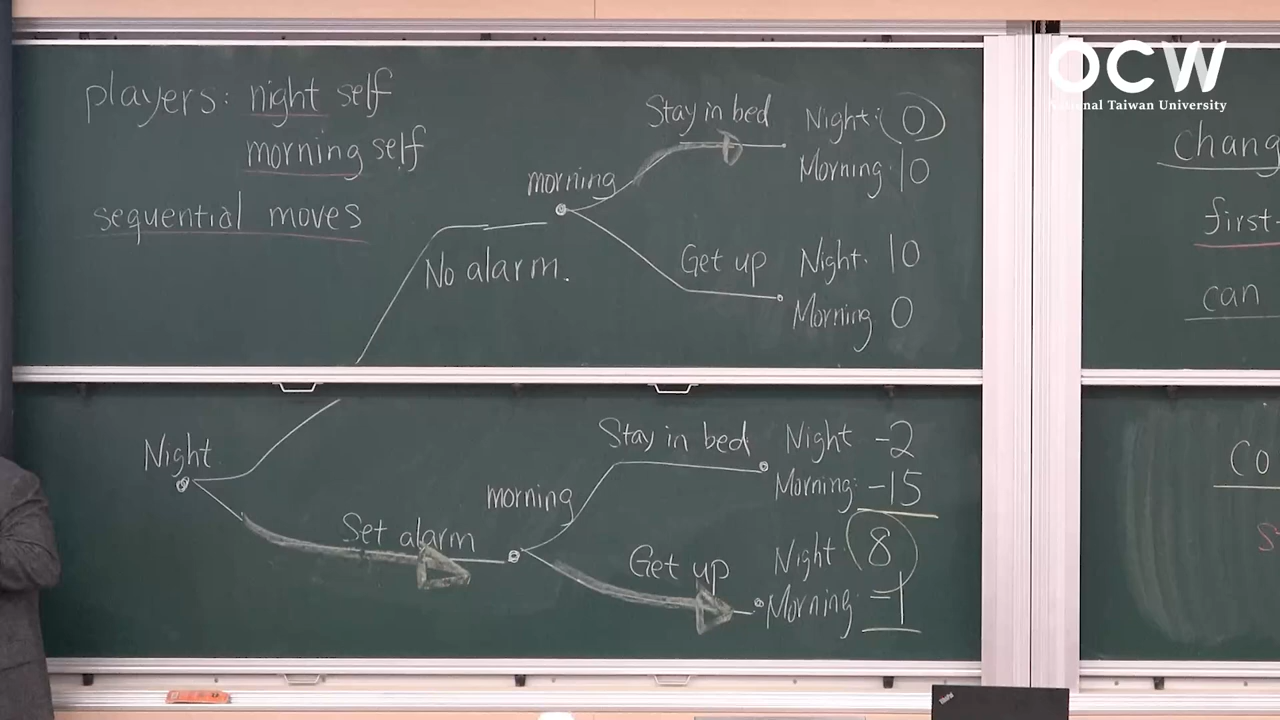 OCW
National Taiwan University
players: night self
morning self
sequential moves
Stay in bed
Night: 0
Morning: 10
morning
No alarm.
Get up
Night. 10
Morning 0
Night
Set alarm
morning
Stay in bed
Night -2
Morning: -15
Get up
Night: 8
Morning: -1
first-
can
ThinkPad